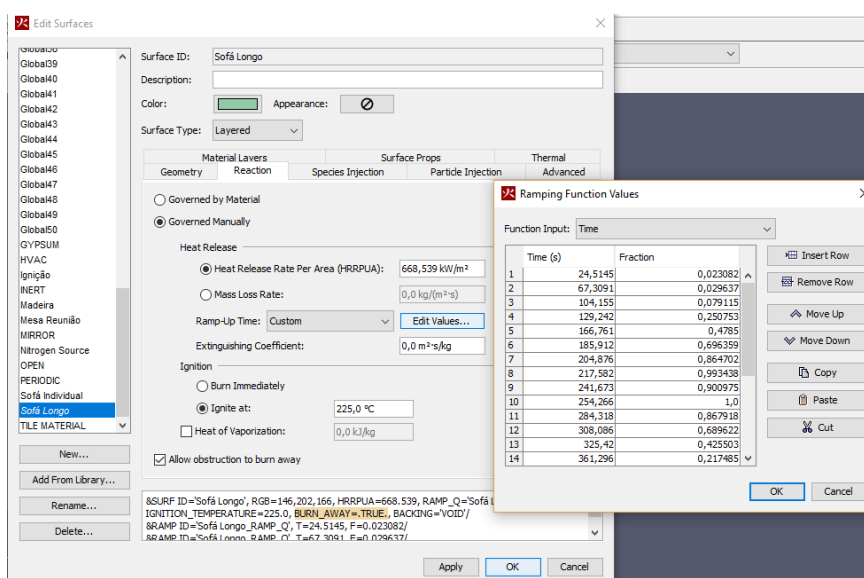 Edit Surfaces
Global38
Global39
Global40
Global41
Global42
Global43
Global44
Global45
Global46
Global47
Global48
Global49
Global50
GYPSUM
HVAC
Ignição
INERT
Madeira
Mesa Reunião
MIRROR
Nitrogen Source
OPEN
PERIODIC
Sofá Individual
Sofá Longo
TILE MATERIAL
New...
Add From Library...
Rename...
Delete...
Surface ID: Sofá Longo
Description:
Color: Appearance:
Surface Type: Layered
Material Layers Surface Props Thermal
Geometry Reaction Species Injection Particle Injection Advanced
Governed by Material
Governed Manually
Heat Release
Heat Release Rate Per Area (HRRPUA): 668,539 kW/m²
Mass Loss Rate: 0,0 kg/(m²·s)
Ramp-Up Time: Custom Edit Values...
Extinguishing Coefficient: 0,0 m²·s/kg
Ignition
Burn Immediately
Ignite at: 225,0 °C
Heat of Vaporization: 0,0 kJ/kg
Allow obstruction to burn away
&SURF ID='Sofá Longo', RGB=146,202,166, HRRPUA=668.539, RAMP_Q='Sofá L
IGNITION_TEMPERATURE=225.0, BURN_AWAY=.TRUE., BACKING='VOID'/
&RAMP ID='Sofá Longo_RAMP_Q', T=24.5145, F=0.023082/
&RAMP ID='Sofá Longo_RAMP_Q', T=67.3091, F=0.029637/
Apply OK Cancel
Ramping Function Values
Function Input: Time
Time (s) Fraction
1 24,5145 0,023082
2 67,3091 0,029637
3 104,155 0,079115
4 129,242 0,250753
5 166,761 0,4785
6 185,912 0,696359
7 204,876 0,864702
8 217,582 0,993438
9 241,673 0,900975
10 254,266 1,0
11 284,318 0,867918
12 308,086 0,689622
13 325,42 0,425503
14 361,296 0,217485
Insert Row
Remove Row
Move Up
Move Down
Copy
Paste
Cut
OK Cancel